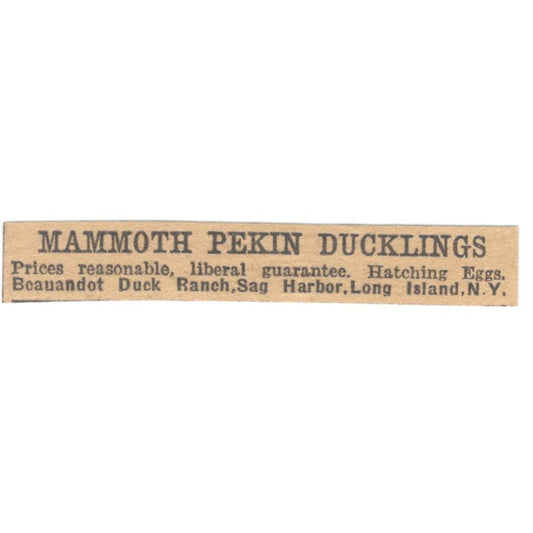 MAMMOTH PEKIN DUCKLINGS
Prices reasonable, liberal guarantee. Hatching Eggs.
Beauandot Duck Ranch, Sag Harbor, Long Island, N.Y.